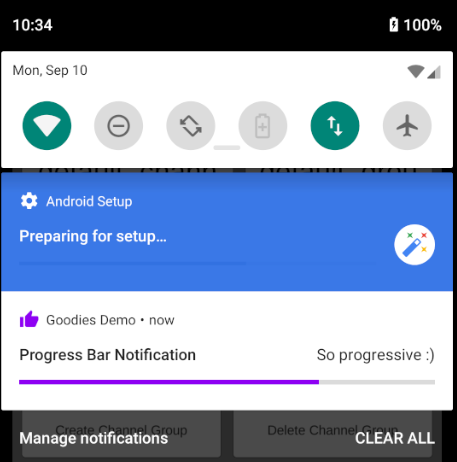 10:34
100%
Mon, Sep 10
Android Setup
Preparing for setup…
Goodies Demo • now
Progress Bar Notification
So progressive :)
Create Channel Group
Delete Channel Group
Manage notifications
CLEAR ALL